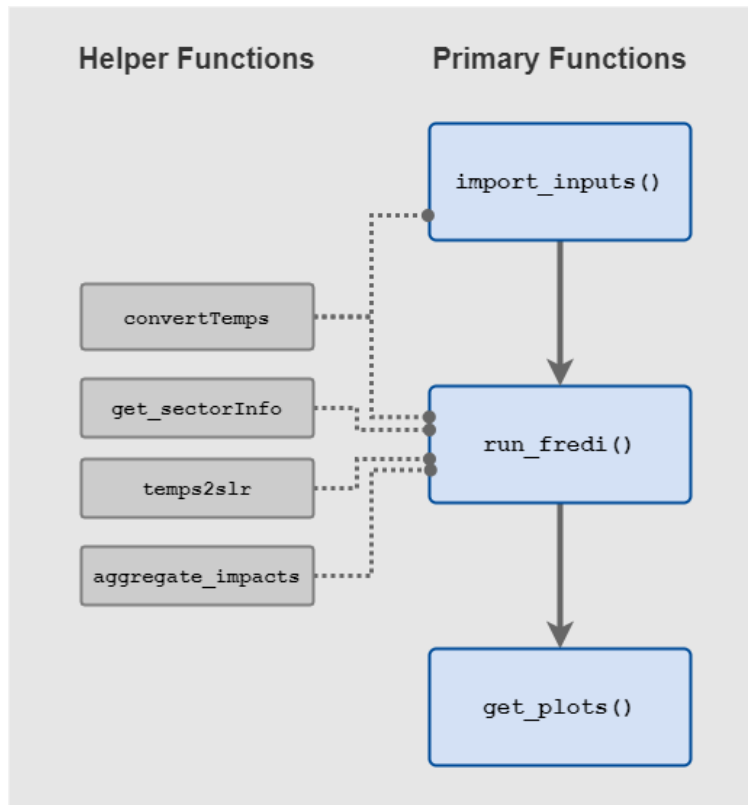 Helper Functions
Primary Functions
import_inputs()
convertTemps
get_sectorInfo
run_fredi()
temps2slr
aggregate_impacts
get_plots()